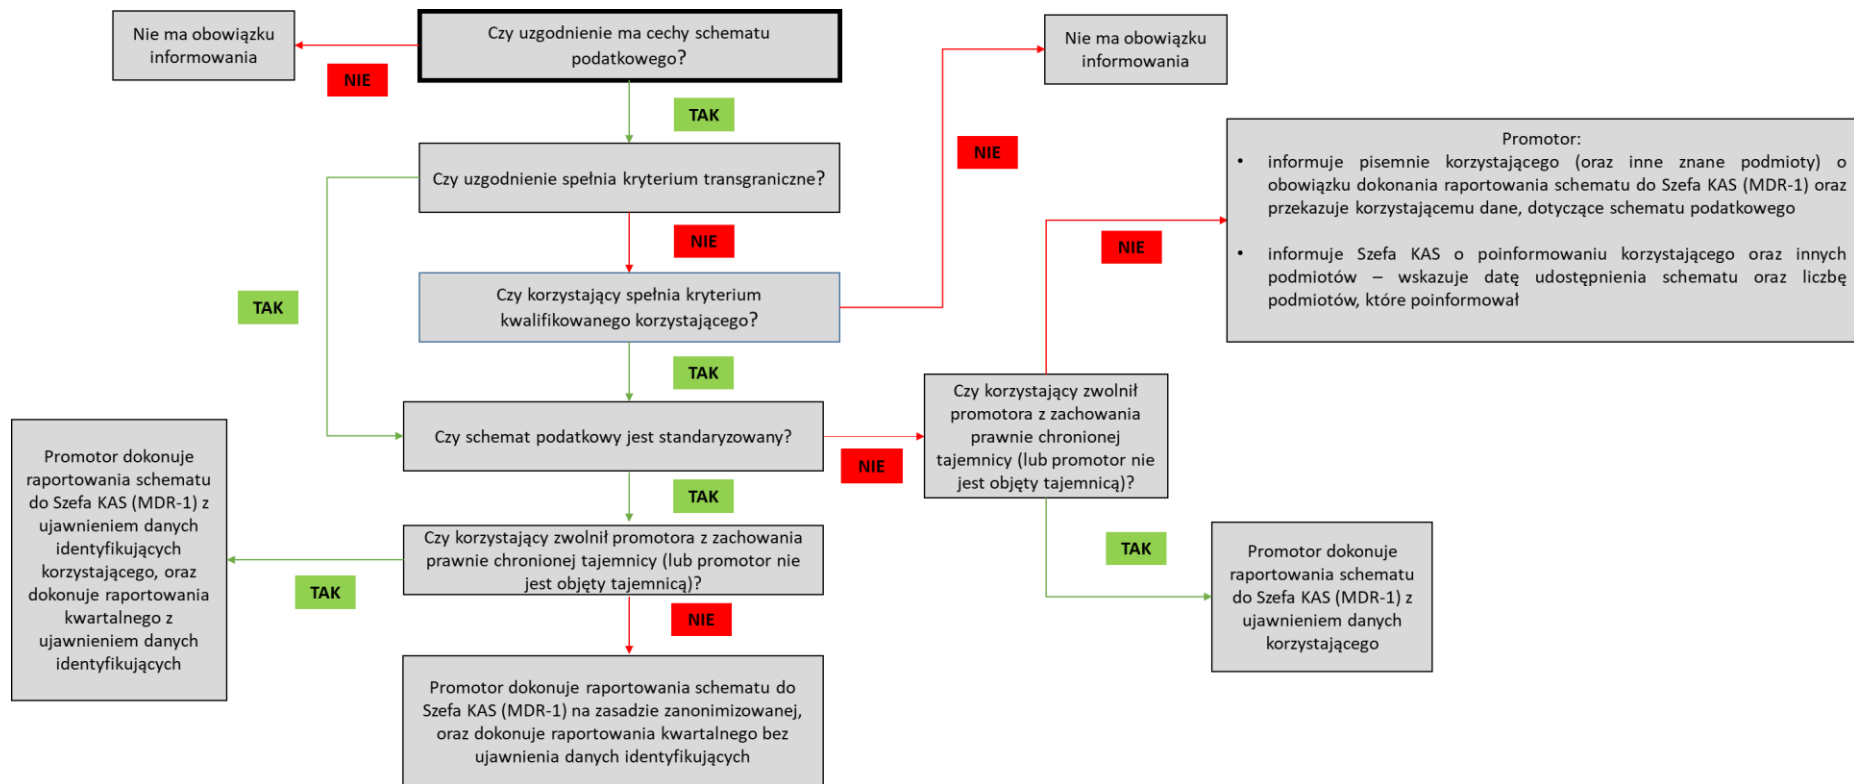 Nie ma obowiązku
informowania
NIE
Czy uzgodnienie ma cechy schematu
podatkowego?
TAK
Nie ma obowiązku
informowania
NIE
Czy uzgodnienie spełnia kryterium transgraniczne?
NIE
TAK
Czy korzystający spełnia kryterium
kwalifikowanego korzystającego?
TAK
Promotor:
• informuje pisemnie korzystającego (oraz inne znane podmioty) o
obowiązku dokonania raportowania schematu do Szefa KAS (MDR-1) oraz
przekazuje korzystającemu dane, dotyczące schematu podatkowego
• informuje Szefa KAS o poinformowaniu korzystającego oraz innych
podmiotów – wskazuje datę udostępnienia schematu oraz liczbę
podmiotów, które poinformował
NIE
Czy schemat podatkowy jest standaryzowany?
NIE
TAK
Czy korzystający zwolnił
promotora z zachowania
prawnie chronionej
tajemnicy (lub promotor nie
jest objęty tajemnicą)?
TAK
Promotor dokonuje
raportowania schematu
do Szefa KAS (MDR-1) z
ujawnieniem danych
korzystającego
Czy korzystający zwolnił promotora z zachowania
prawnie chronionej tajemnicy (lub promotor nie
jest objęty tajemnicą)?
TAK
NIE
Promotor dokonuje
raportowania schematu
do Szefa KAS (MDR-1) z
ujawnieniem danych
identyfikujących
korzystającego, oraz
dokonuje raportowania
kwartalnego z
ujawnieniem danych
identyfikujących
Promotor dokonuje raportowania schematu do
Szefa KAS (MDR-1) na zasadzie zanonimizowanej,
oraz dokonuje raportowania kwartalnego bez
ujawnienia danych identyfikujących